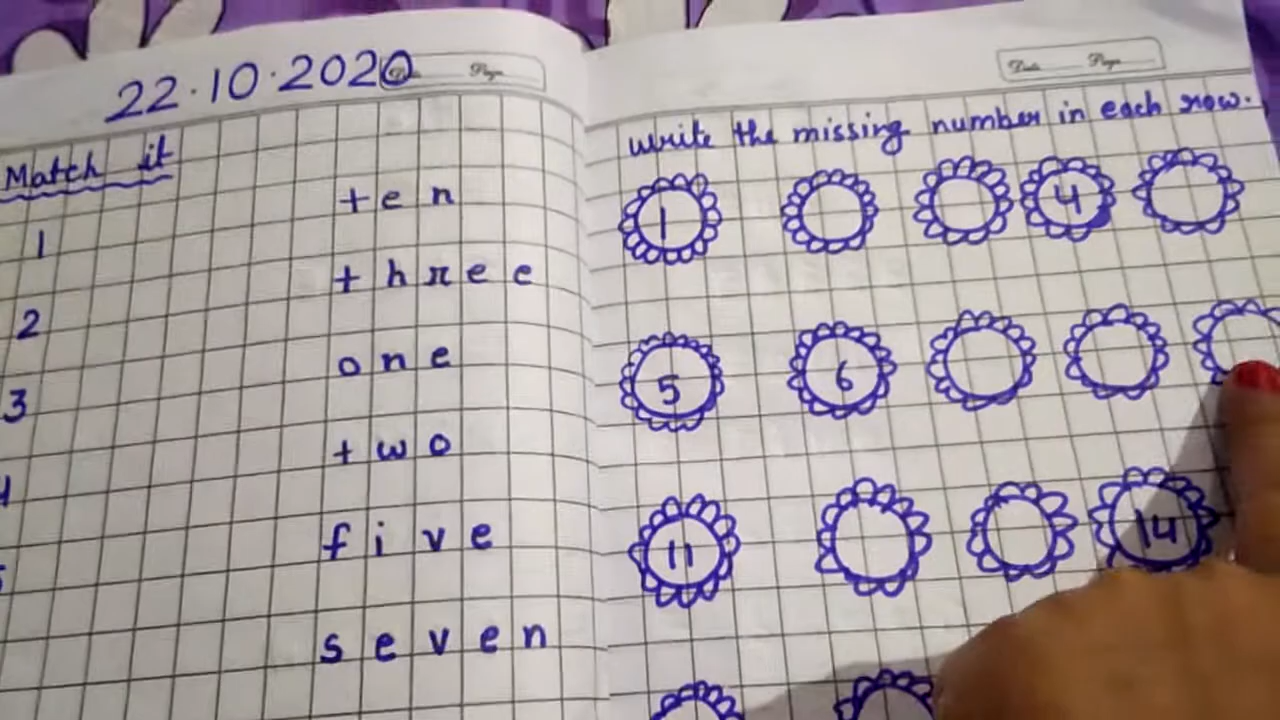 22.10.2020
Page
Match it
1
ten
2
three
3
one
4
two
five
seven
Date Page
write the missing number in each row.
1 4
5 6
11 14